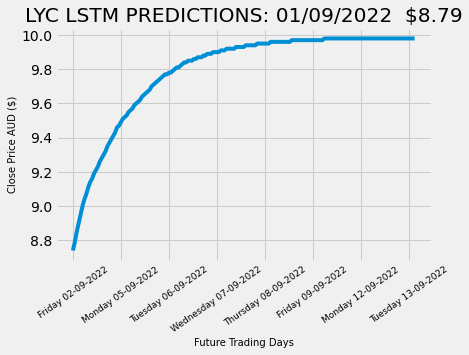 LYC LSTM PREDICTIONS: 01/09/2022  $8.79
10.0
9.8
9.6
9.4
9.2
9.0
8.8
Close Price AUD ($)
Friday 02-09-2022
Monday 05-09-2022
Tuesday 06-09-2022
Wednesday 07-09-2022
Thursday 08-09-2022
Friday 09-09-2022
Monday 12-09-2022
Tuesday 13-09-2022
Future Trading Days